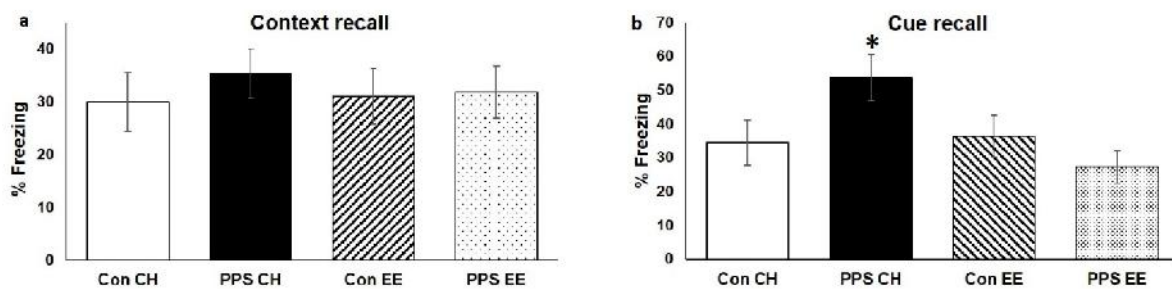 a
Context recall
% Freezing
40
30
20
10
0
Con CH PPS CH Con EE PPS EE
b
Cue recall
*
% Freezing
70
60
50
40
30
20
10
0
Con CH PPS CH Con EE PPS EE